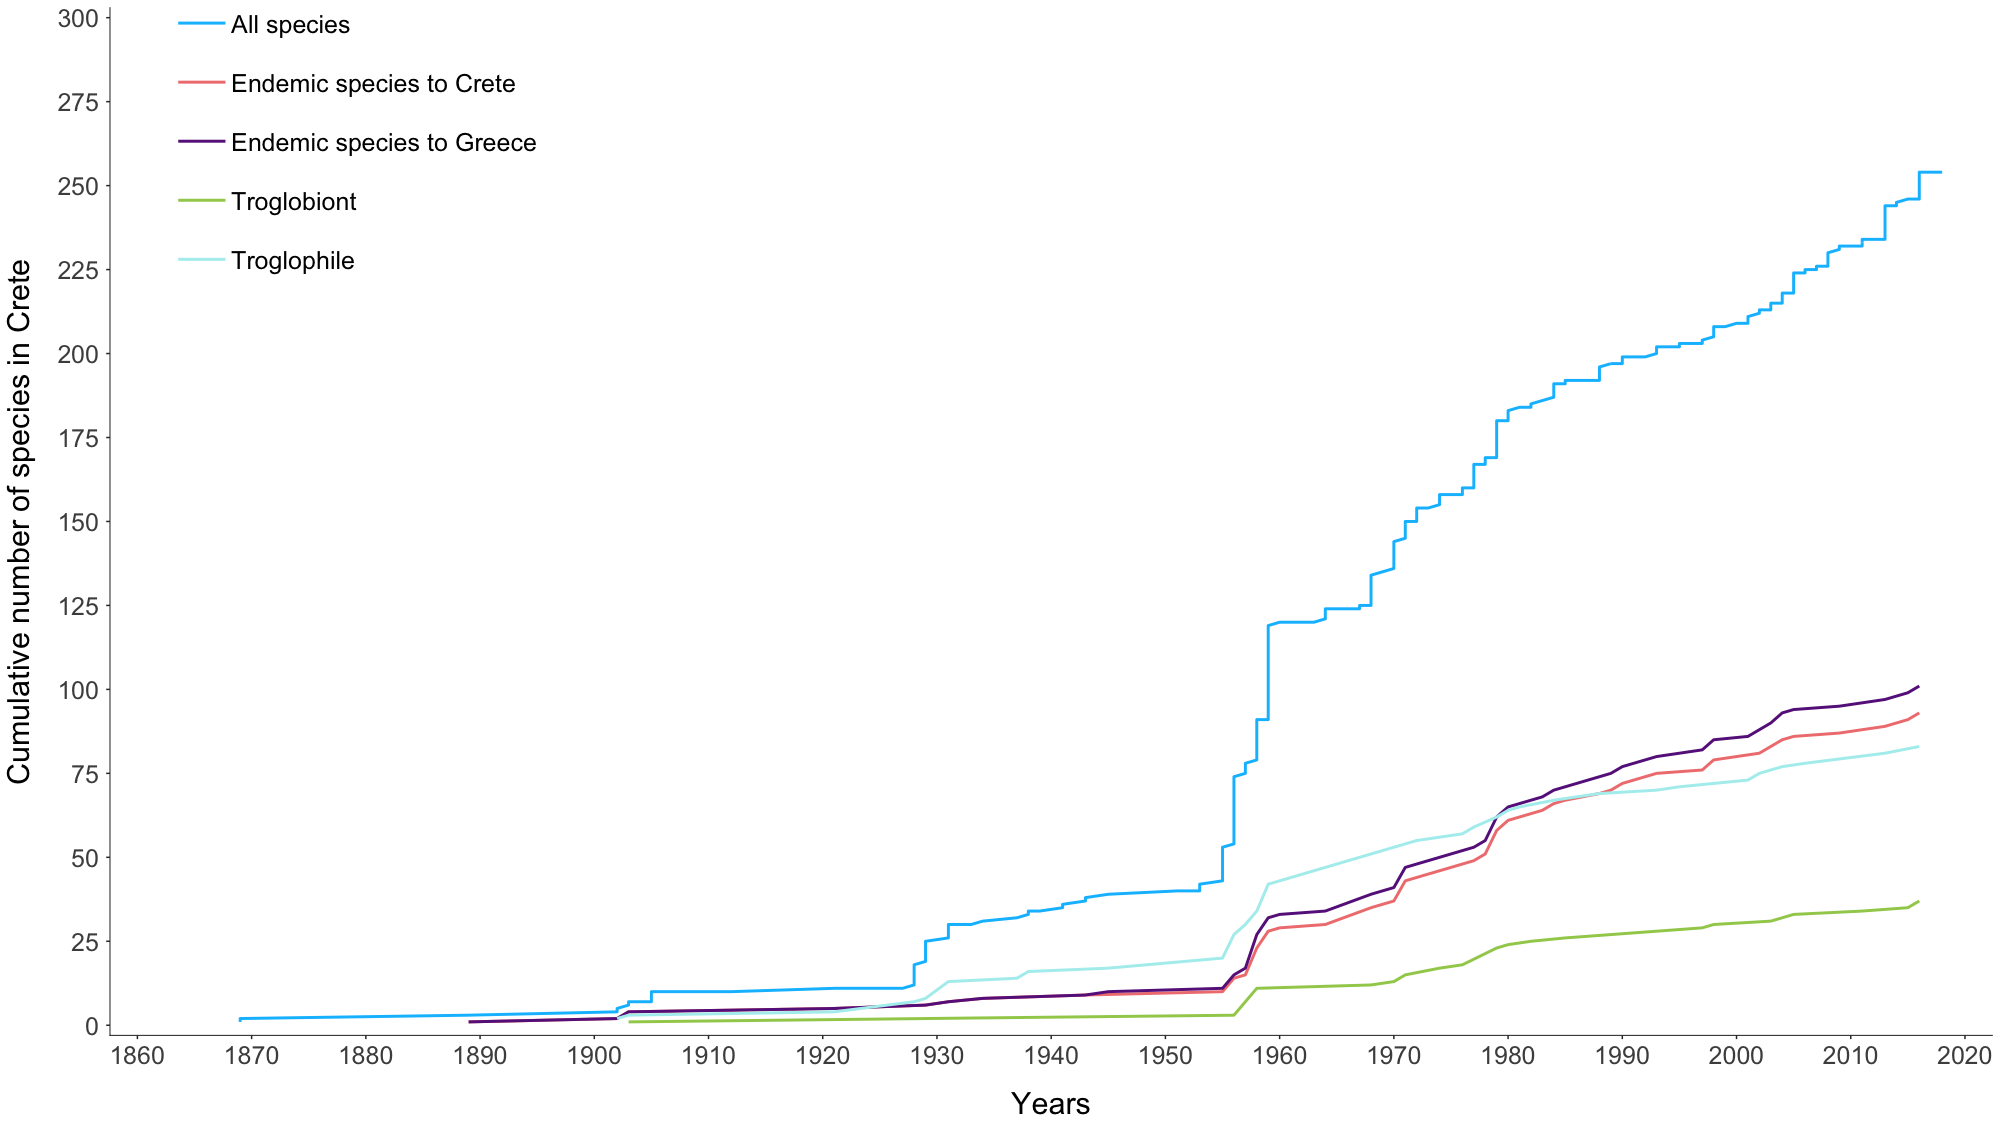 All species
Endemic species to Crete
Endemic species to Greece
Troglobiont
Troglophile
Cumulative number of species in Crete
300
275
250
225
200
175
150
125
100
75
50
25
0
1860 1870 1880 1890 1900 1910 1920 1930 1940 1950 1960 1970 1980 1990 2000 2010 2020
Years